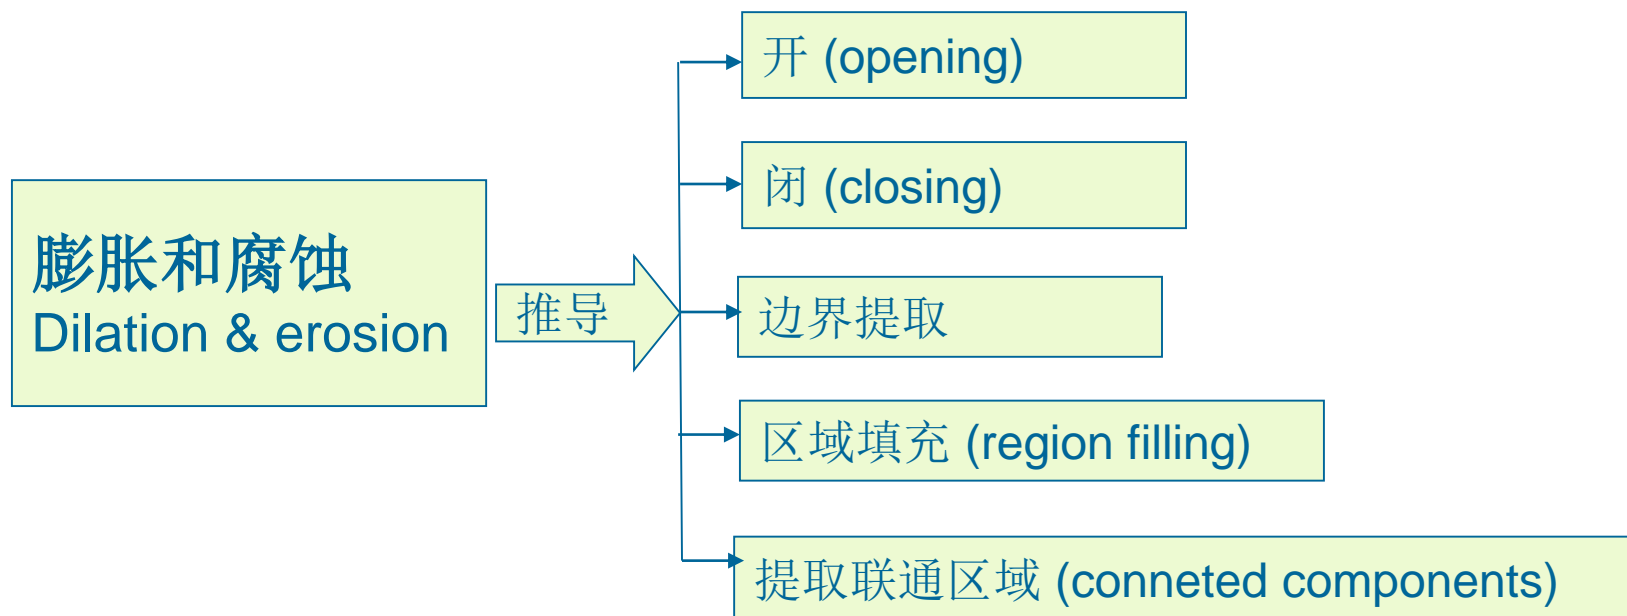 膨胀和腐蚀
Dilation & erosion
推导
开 (opening)
闭 (closing)
边界提取
区域填充 (region filling)
提取联通区域 (conneted components)